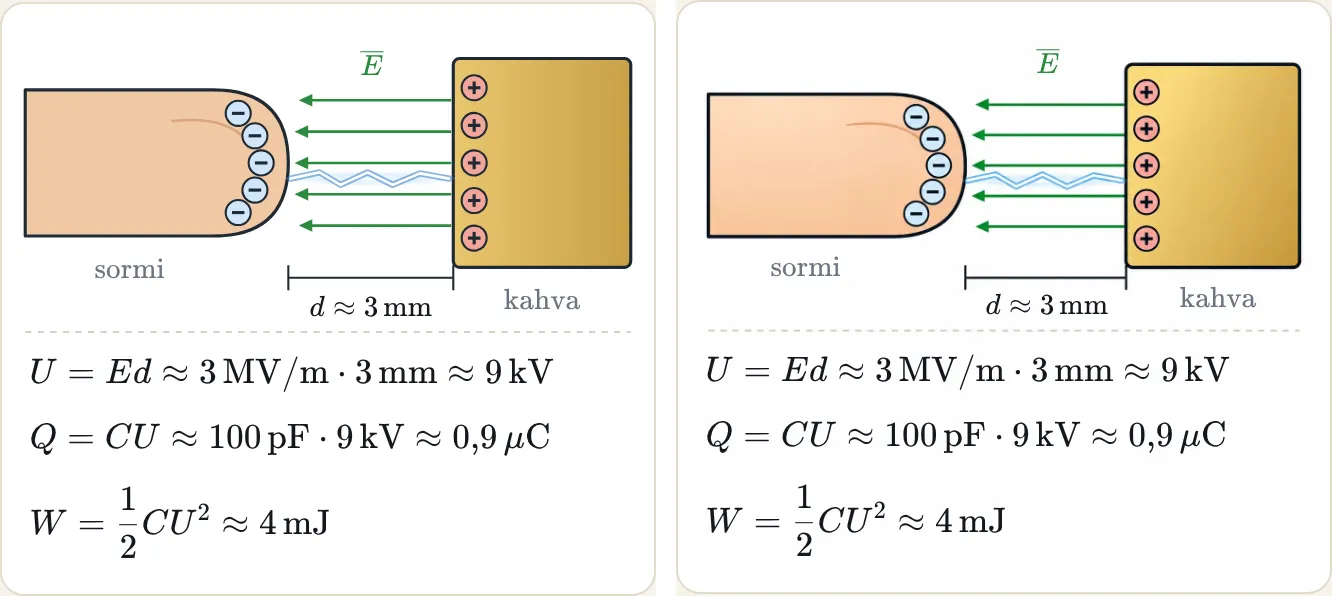 E̅
sormi
d ≈ 3 mm
kahva
U = Ed ≈ 3 MV/m · 3 mm ≈ 9 kV
Q = CU ≈ 100 pF · 9 kV ≈ 0,9 μC
W = 1/2 CU² ≈ 4 mJ
E̅
sormi
d ≈ 3 mm
kahva
U = Ed ≈ 3 MV/m · 3 mm ≈ 9 kV
Q = CU ≈ 100 pF · 9 kV ≈ 0,9 μC
W = 1/2 CU² ≈ 4 mJ